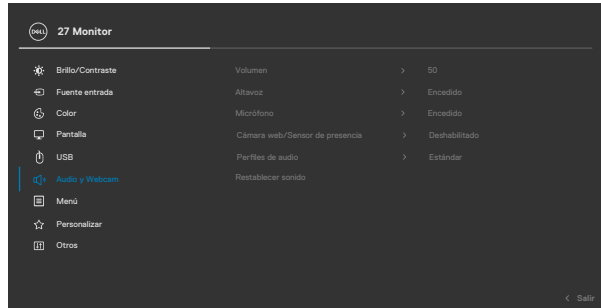 DELL 27 Monitor
Brillo/Contraste Volumen > 50
Fuente entrada Altavoz > Encedido
Color Micrófono > Encedido
Pantalla Cámara web/Sensor de presencia > Deshabilitado
USB Perfiles de audio > Estándar
Audio y Webcam Restablecer sonido
Menú
Personalizar
Otros
< Salir